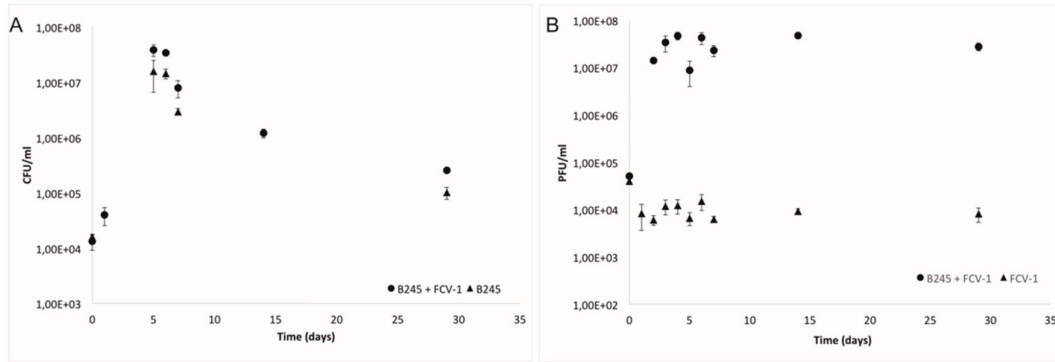 A
1,00E+08
1,00E+07
1,00E+06
1,00E+05
1,00E+04
1,00E+03
CFU/ml
0 5 10 15 20 25 30 35
Time (days)
B245 + FCV-1 B245
B
1,00E+08
1,00E+07
1,00E+06
1,00E+05
1,00E+04
1,00E+03
1,00E+02
PFU/ml
0 5 10 15 20 25 30 35
Time (days)
B245 + FCV-1 FCV-1